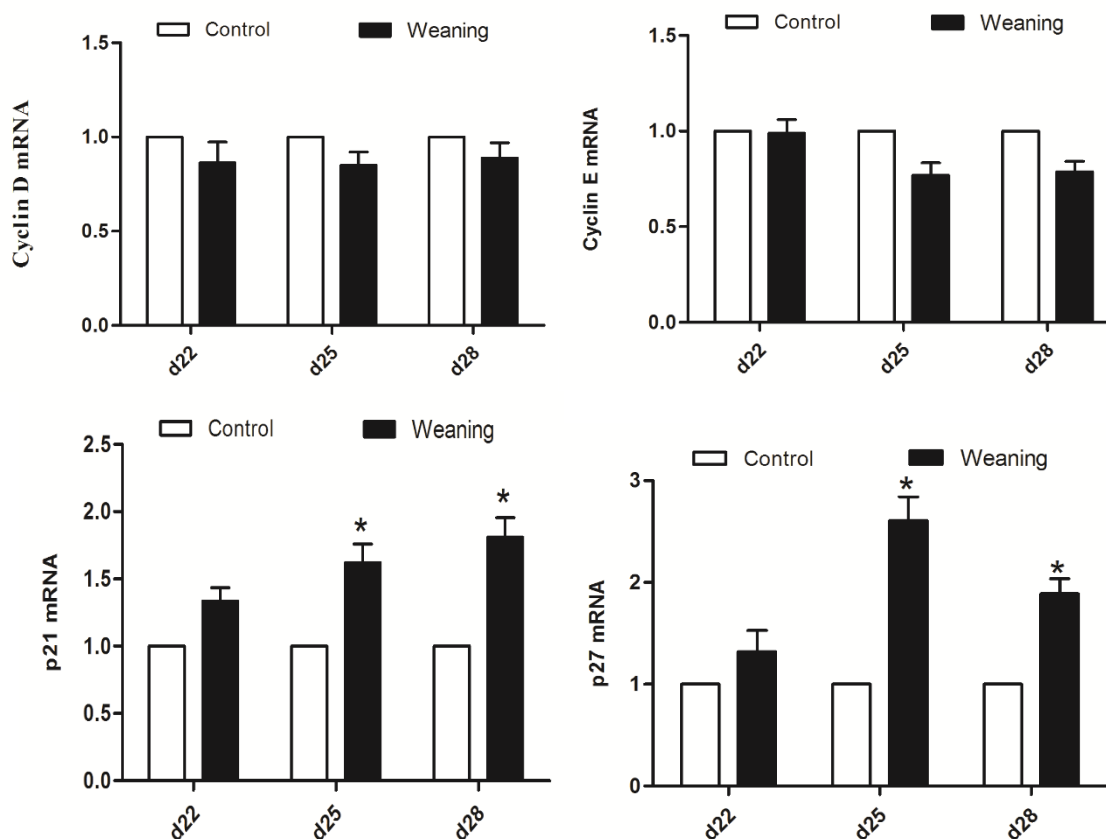 Control Weaning
Cyclin D mRNA
1.5
1.0
0.5
0.0
d22 d25 d28
Control Weaning
Cyclin E mRNA
1.5
1.0
0.5
0.0
d22 d25 d28
Control Weaning
p21 mRNA
2.5
2.0
1.5
1.0
0.5
0.0
* *
d22 d25 d28
Control Weaning
p27 mRNA
3
2
1
0
* *
d22 d25 d28